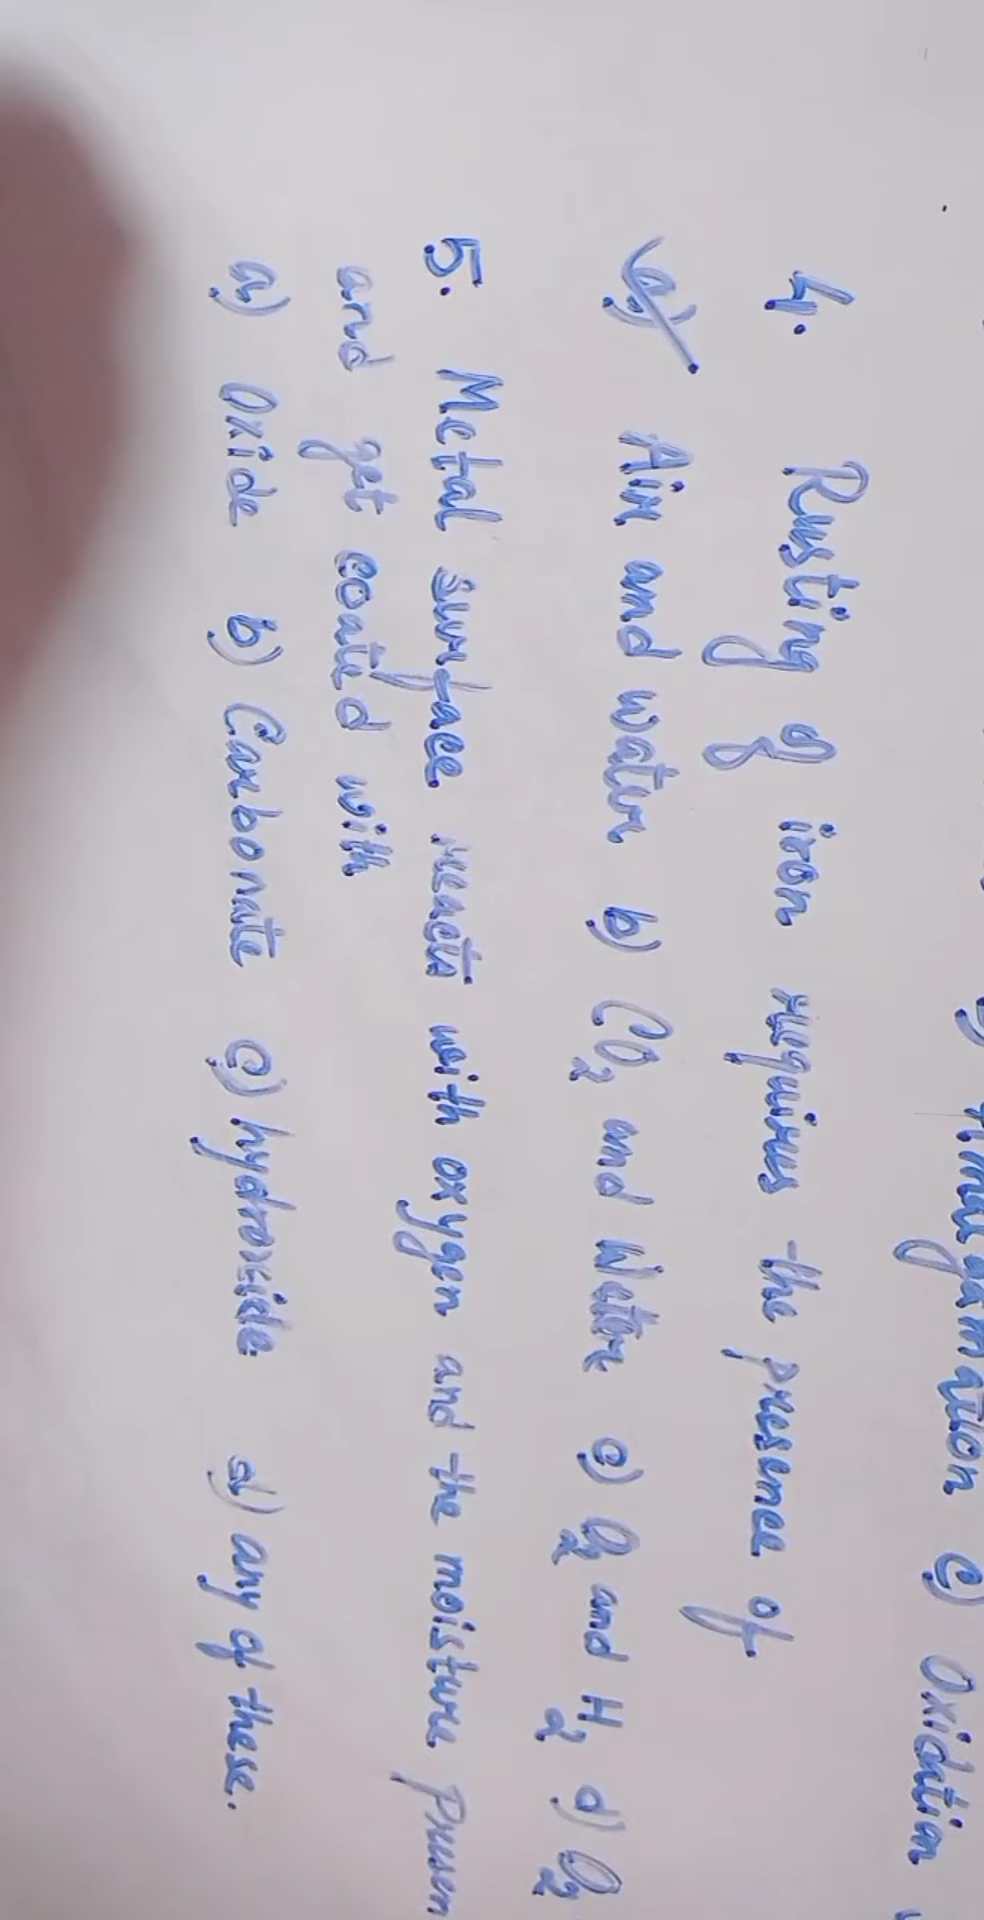 Oxidation
4. Rusting of iron requires the presence of.
a) Air and water b) CO₂ and Water c) O₂ and H₂ d) O₂
5. Metal surface reacts with oxygen and the moisture presen
and get coated with
a) Oxide b) Carbonate c) hydroxide d) any of these.